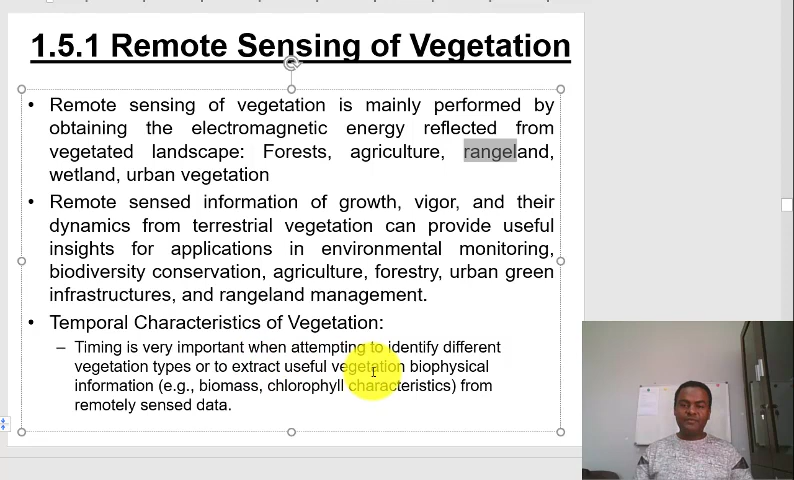 1.5.1 Remote Sensing of Vegetation
• Remote sensing of vegetation is mainly performed by
obtaining the electromagnetic energy reflected from
vegetated landscape: Forests, agriculture, rangeland,
wetland, urban vegetation
• Remote sensed information of growth, vigor, and their
dynamics from terrestrial vegetation can provide useful
insights for applications in environmental monitoring,
biodiversity conservation, agriculture, forestry, urban green
infrastructures, and rangeland management.
• Temporal Characteristics of Vegetation:
– Timing is very important when attempting to identify different
vegetation types or to extract useful vegetation biophysical
information (e.g., biomass, chlorophyll characteristics) from
remotely sensed data.